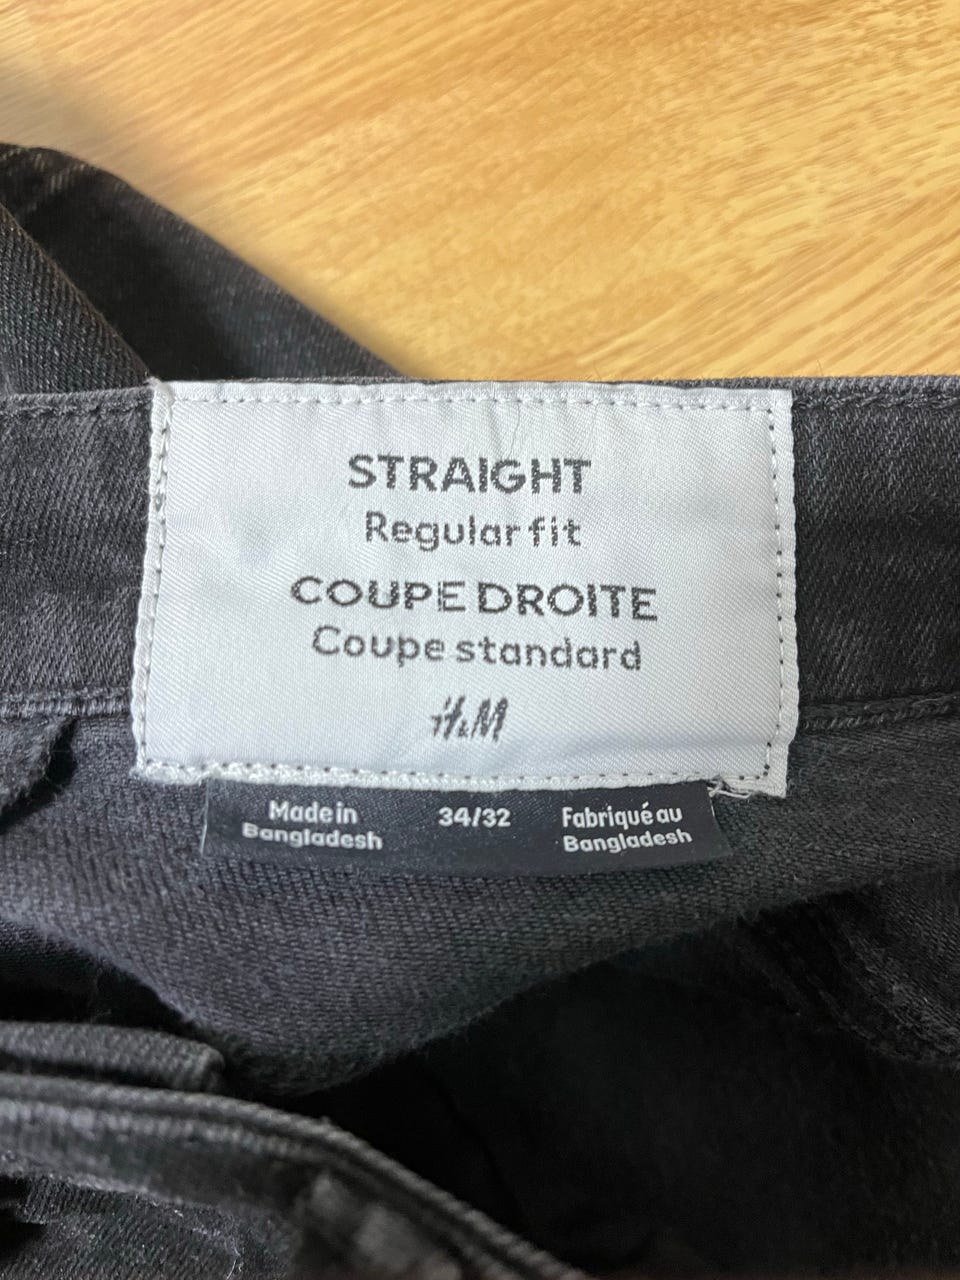 STRAIGHT
Regular fit
COUPE DROITE
Coupe standard
H&M
Made in
Bangladesh
34/32
Fabriqué au
Bangladesh